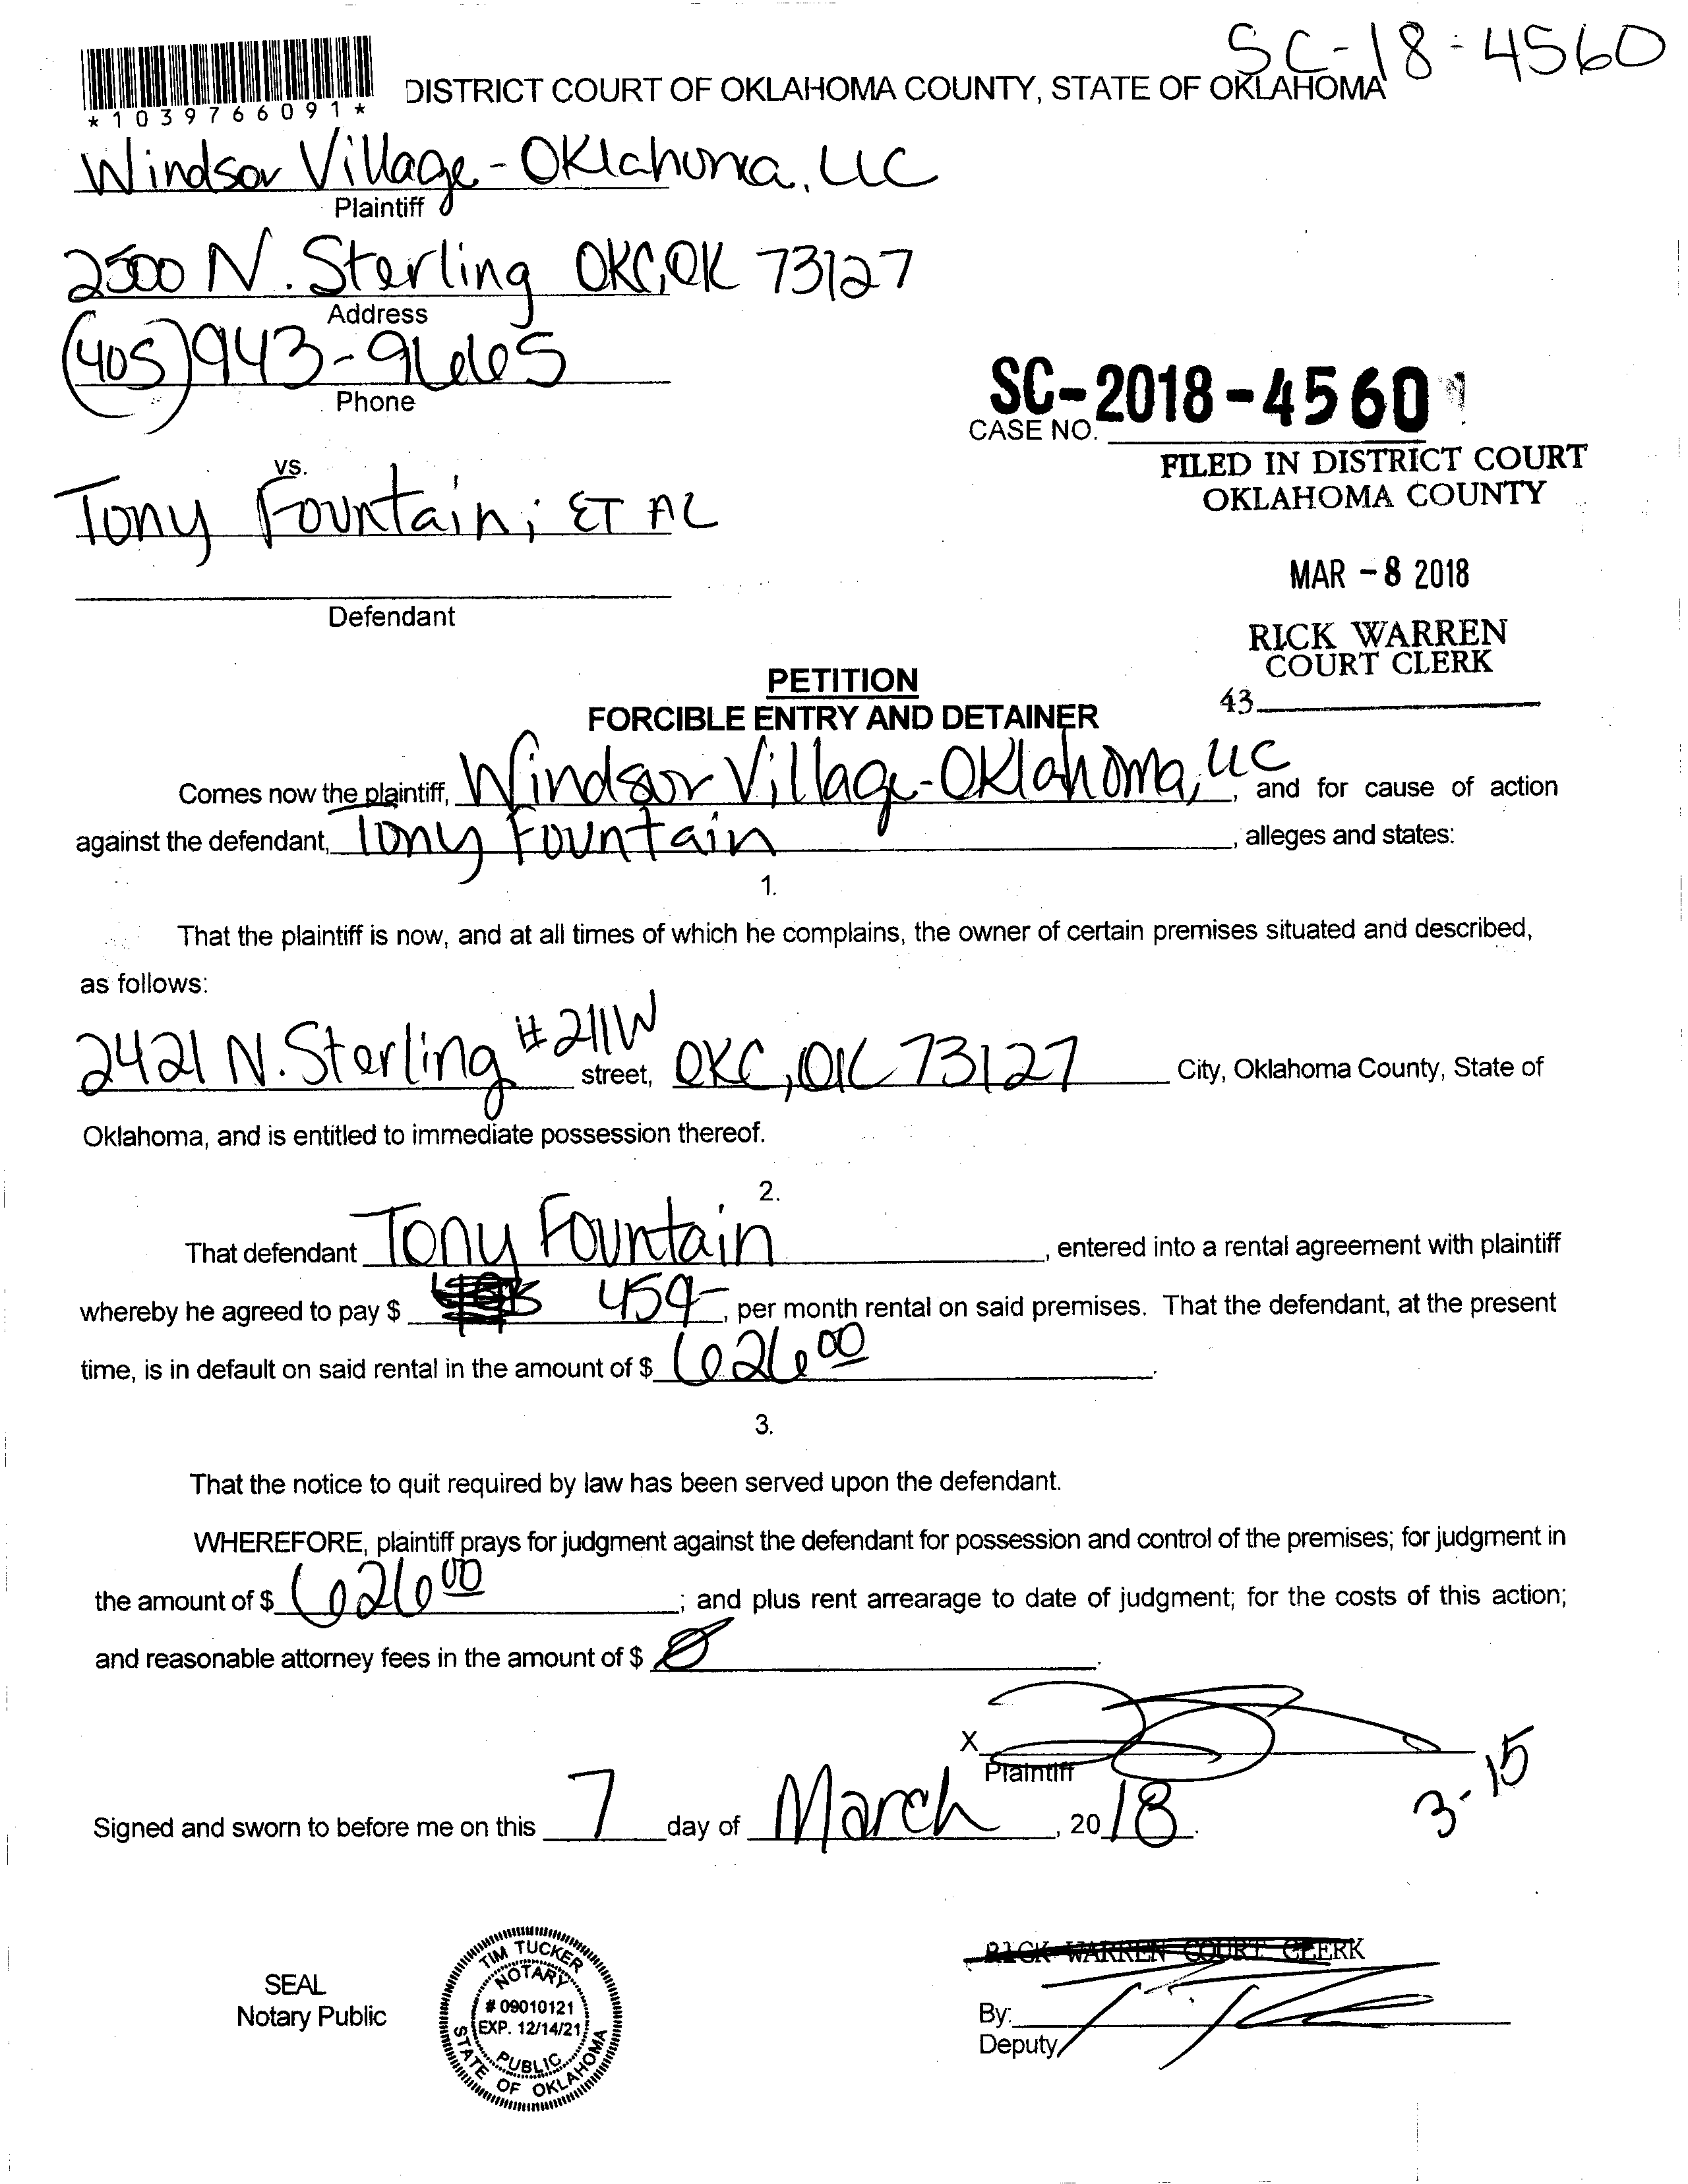 SC-18-4560
*1039766091*
DISTRICT COURT OF OKLAHOMA COUNTY, STATE OF OKLAHOMA
Windsor Village-Oklahoma, LLC
Plaintiff
2500 N. Sterling OKC, OK 73127
Address
(405)943-9665
Phone
SC-2018-4560
CASE NO.
FILED IN DISTRICT COURT
OKLAHOMA COUNTY
vs.
Tony Fountain; ET AL
MAR -8 2018
Defendant
RICK WARREN
COURT CLERK
43
PETITION
FORCIBLE ENTRY AND DETAINER
Comes now the plaintiff, Windsor Village-Oklahoma, LLC, and for cause of action
against the defendant, Tony Fountain, alleges and states:
1.
That the plaintiff is now, and at all times of which he complains, the owner of certain premises situated and described,
as follows:
2421 N. Sterling #211W street, OKC, OK 73127 City, Oklahoma County, State of
Oklahoma, and is entitled to immediate possession thereof.
2.
That defendant Tony Fountain, entered into a rental agreement with plaintiff
whereby he agreed to pay $ 459-, per month rental on said premises. That the defendant, at the present
time, is in default on said rental in the amount of $ 626 00.
3.
That the notice to quit required by law has been served upon the defendant.
WHEREFORE, plaintiff prays for judgment against the defendant for possession and control of the premises; for judgment in
the amount of $ 626 00; and plus rent arrearage to date of judgment; for the costs of this action;
and reasonable attorney fees in the amount of $ 0.
X
Plaintiff
3-15
Signed and sworn to before me on this 7 day of March, 2018.
SEAL
Notary Public
TIM TUCKER
NOTARY
# 09010121
EXP. 12/14/21
PUBLIC
STATE OF OKLAHOMA
RICK WARREN COURT CLERK
By:
Deputy